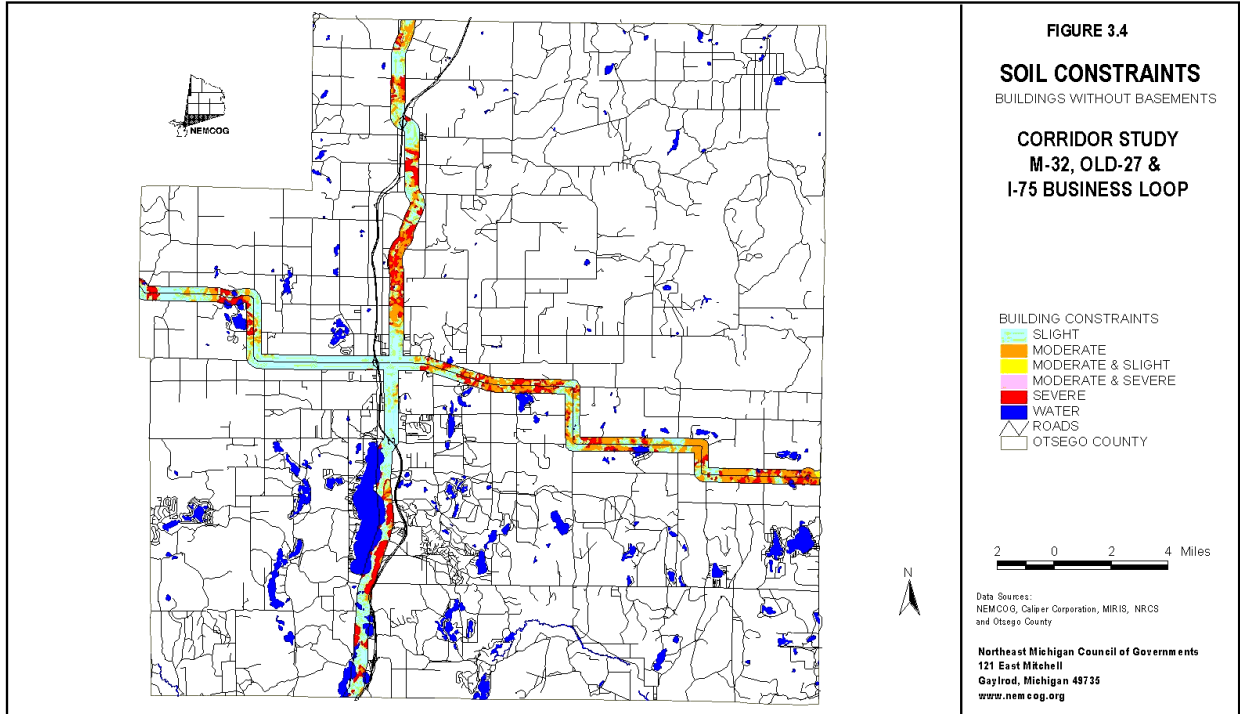 NEMCOG
FIGURE 3.4
SOIL CONSTRAINTS
BUILDINGS WITHOUT BASEMENTS
CORRIDOR STUDY
M-32, OLD-27 &
I-75 BUSINESS LOOP
BUILDING CONSTRAINTS
SLIGHT
MODERATE
MODERATE & SLIGHT
MODERATE & SEVERE
SEVERE
WATER
ROADS
OTSEGO COUNTY
2 0 2 4 Miles
N
Data Sources:
NEMCOG, Caliper Corporation, MIRIS, NRCS
and Otsego County
Northeast Michigan Council of Governments
121 East Mitchell
Gaylrod, Michigan 49735
www.nemcog.org